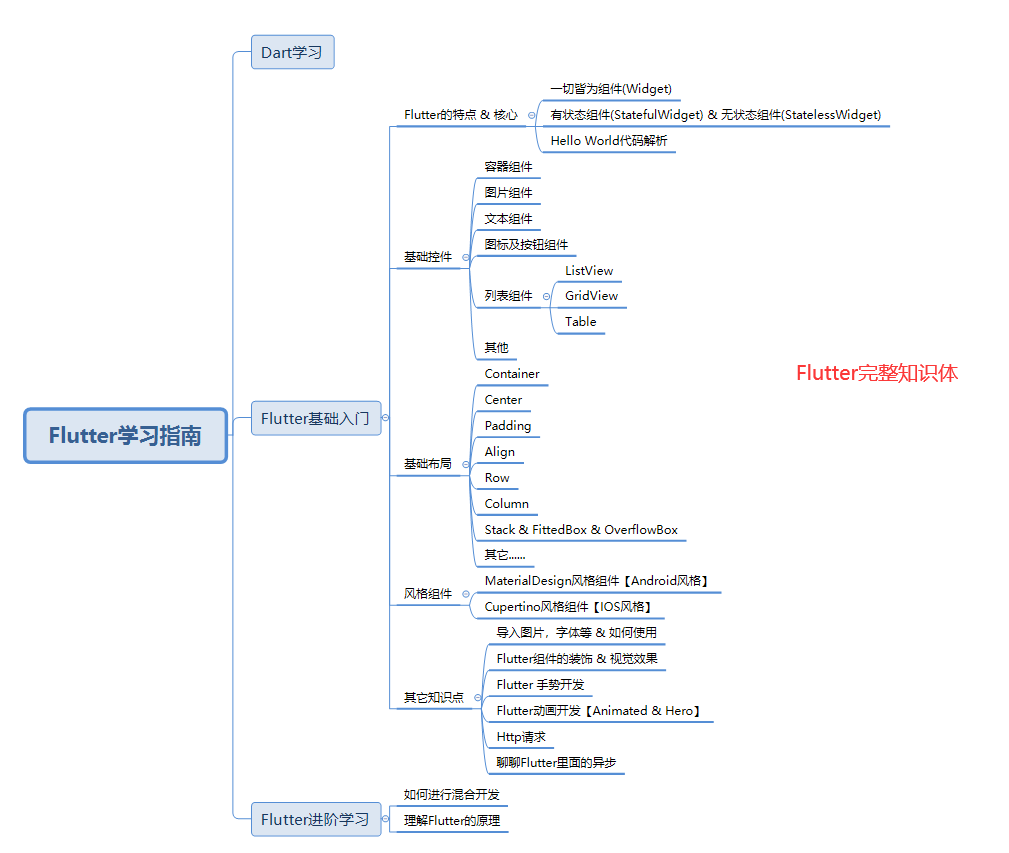 Flutter学习指南
Dart学习
Flutter基础入门
Flutter的特点 & 核心
一切皆为组件(Widget)
有状态组件(StatefulWidget) & 无状态组件(StatelessWidget)
Hello World代码解析
基础控件
容器组件
图片组件
文本组件
图标及按钮组件
列表组件
ListView
GridView
Table
其他
基础布局
Container
Center
Padding
Align
Row
Column
Stack & FittedBox & OverflowBox
其它......
风格组件
MaterialDesign风格组件【Android风格】
Cupertino风格组件【IOS风格】
其它知识点
导入图片，字体等 & 如何使用
Flutter组件的装饰 & 视觉效果
Flutter 手势开发
Flutter动画开发【Animated & Hero】
Http请求
聊聊Flutter里面的异步
Flutter进阶学习
如何进行混合开发
理解Flutter的原理
Flutter完整知识体